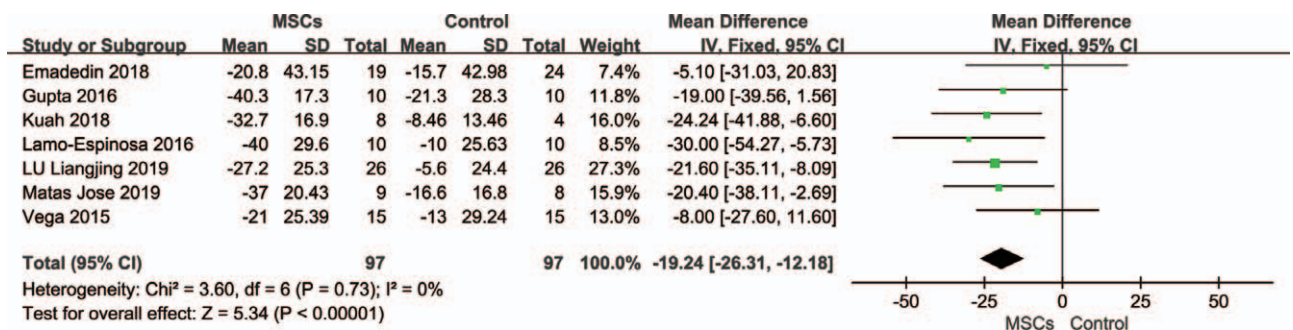 MSCs Control Mean Difference Mean Difference
Study or Subgroup Mean SD Total Mean SD Total Weight IV, Fixed, 95% CI IV, Fixed, 95% CI
Emadedin 2018 -20.8 43.15 19 -15.7 42.98 24 7.4% -5.10 [-31.03, 20.83]
Gupta 2016 -40.3 17.3 10 -21.3 28.3 10 11.8% -19.00 [-39.56, 1.56]
Kuah 2018 -32.7 16.9 8 -8.46 13.46 4 16.0% -24.24 [-41.88, -6.60]
Lamo-Espinosa 2016 -40 29.6 10 -10 25.63 10 8.5% -30.00 [-54.27, -5.73]
LU Liangjing 2019 -27.2 25.3 26 -5.6 24.4 26 27.3% -21.60 [-35.11, -8.09]
Matas Jose 2019 -37 20.43 9 -16.6 16.8 8 15.9% -20.40 [-38.11, -2.69]
Vega 2015 -21 25.39 15 -13 29.24 15 13.0% -8.00 [-27.60, 11.60]
Total (95% CI) 97 97 100.0% -19.24 [-26.31, -12.18]
Heterogeneity: Chi² = 3.60, df = 6 (P = 0.73); I² = 0%
Test for overall effect: Z = 5.34 (P < 0.00001)
-50 -25 0 25 50
MSCs Control